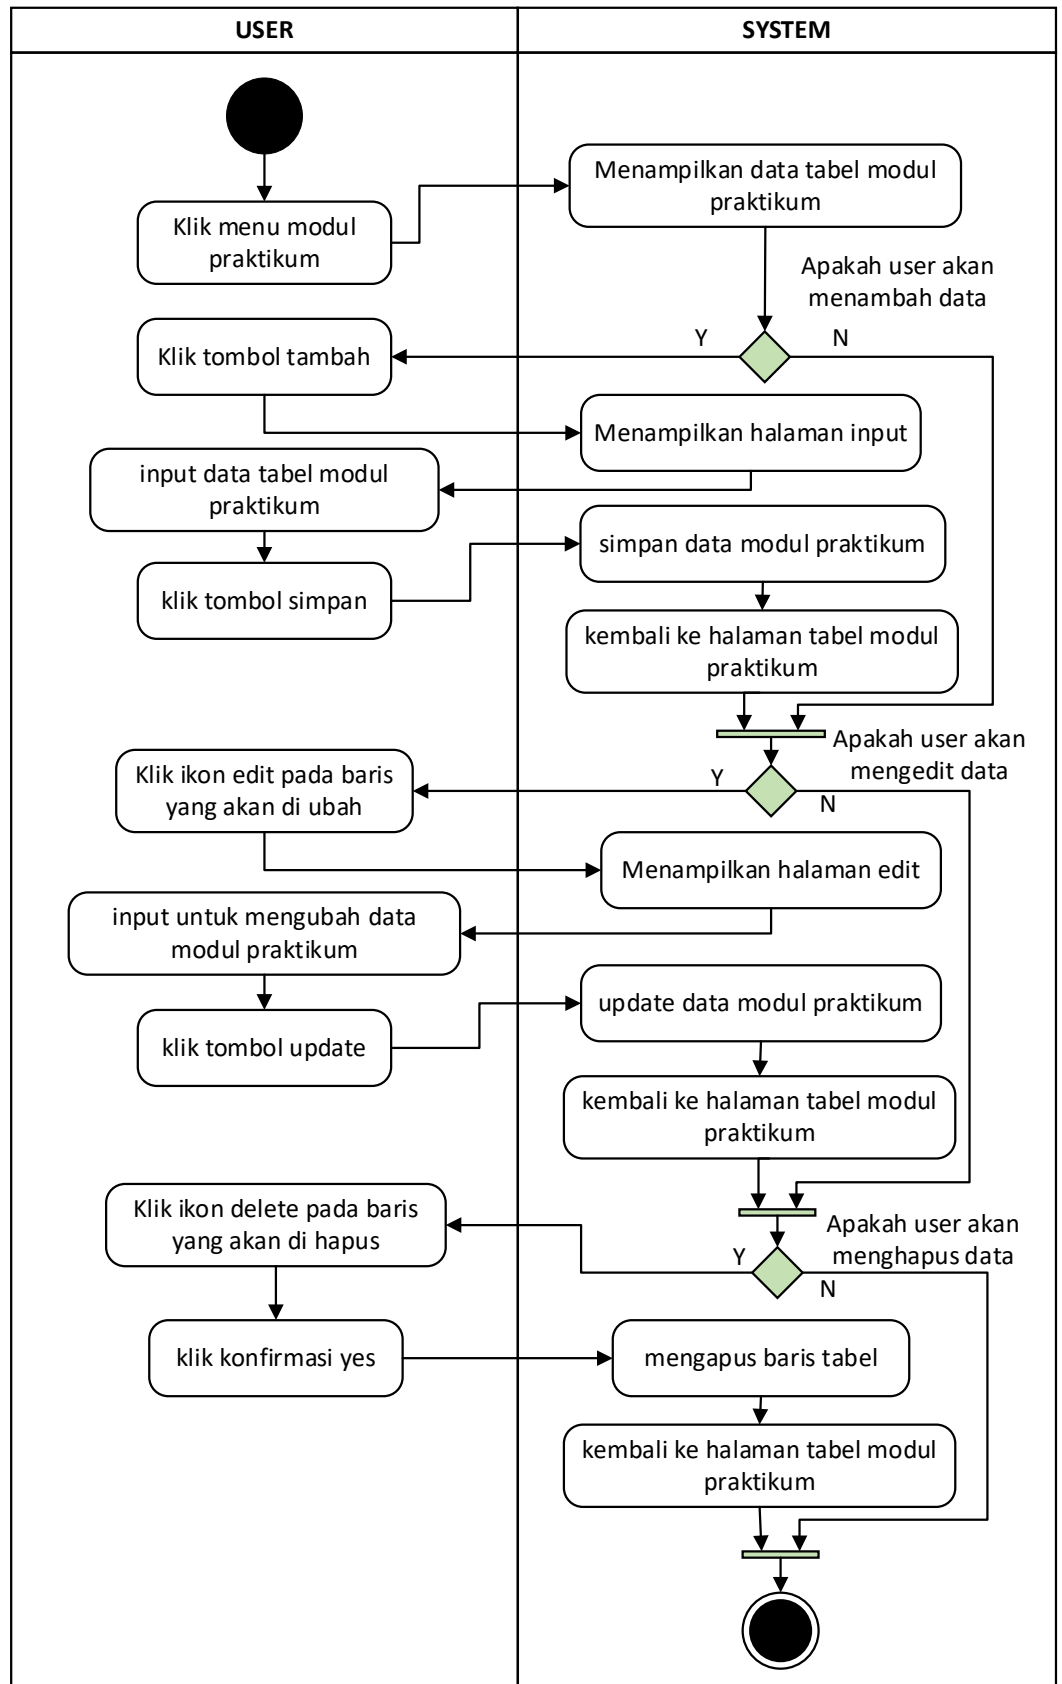 USER
SYSTEM
Menampilkan data tabel modul
praktikum
Klik menu modul
praktikum
Apakah user akan
menambah data
Y
N
Klik tombol tambah
Menampilkan halaman input
input data tabel modul
praktikum
simpan data modul praktikum
klik tombol simpan
kembali ke halaman tabel modul
praktikum
Apakah user akan
mengedit data
Y
N
Klik ikon edit pada baris
yang akan di ubah
Menampilkan halaman edit
input untuk mengubah data
modul praktikum
update data modul praktikum
klik tombol update
kembali ke halaman tabel modul
praktikum
Klik ikon delete pada baris
yang akan di hapus
Apakah user akan
menghapus data
Y
N
klik konfirmasi yes
mengapus baris tabel
kembali ke halaman tabel modul
praktikum